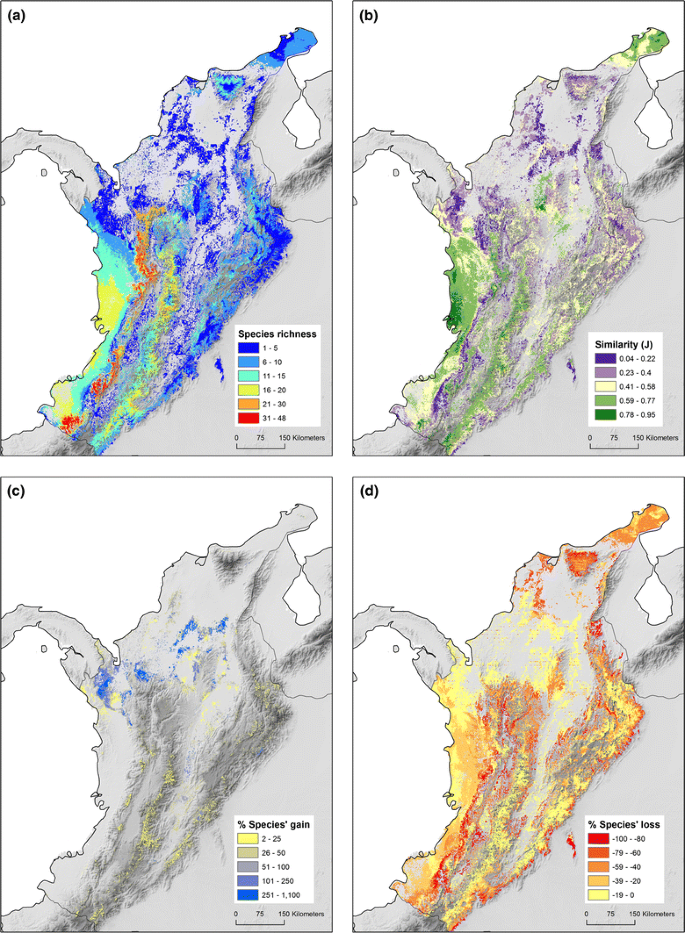 (a)
Species richness
1 - 5
6 - 10
11 - 15
16 - 20
21 - 30
31 - 48
0 75 150 Kilometers
(b)
Similarity (J)
0.04 - 0.22
0.23 - 0.4
0.41 - 0.58
0.59 - 0.77
0.78 - 0.95
0 75 150 Kilometers
(c)
% Species' gain
2 - 25
26 - 50
51 - 100
101 - 250
251 - 1,100
0 75 150 Kilometers
(d)
% Species' loss
-100 - -80
-79 - -60
-59 - -40
-39 - -20
-19 - 0
0 75 150 Kilometers